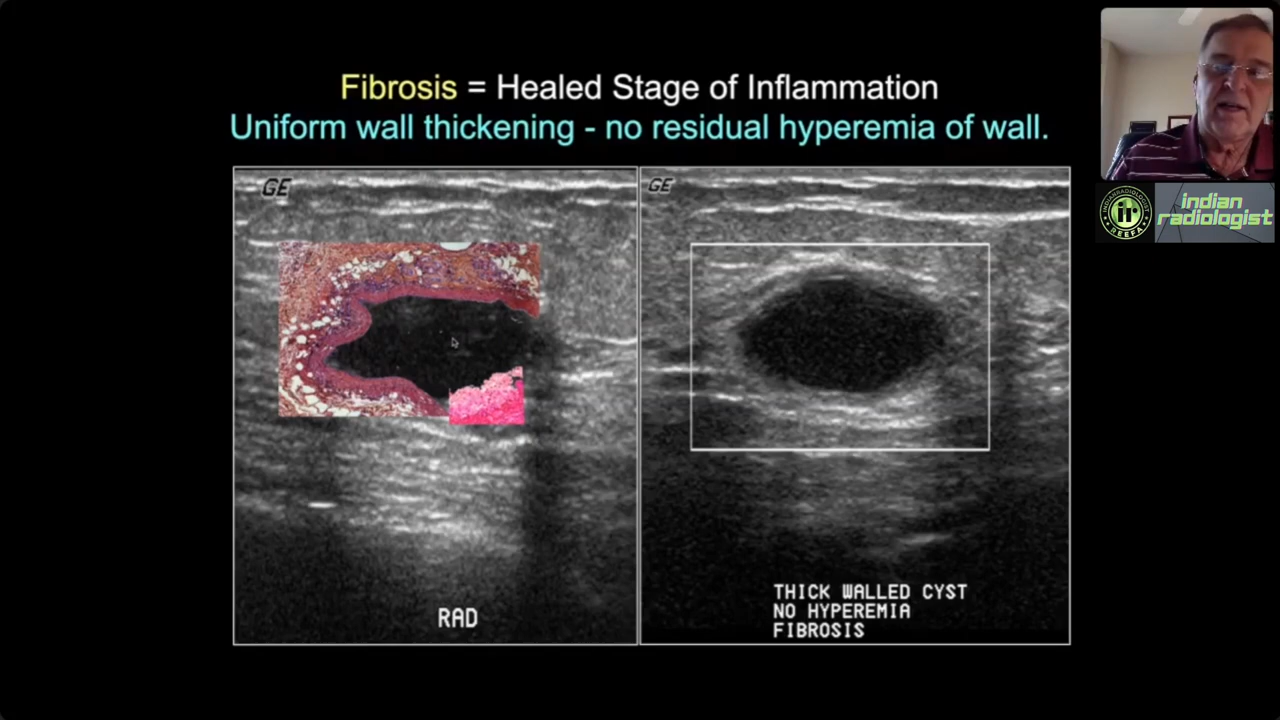 Fibrosis = Healed Stage of Inflammation
Uniform wall thickening - no residual hyperemia of wall.
GE
GE
RAD
THICK WALLED CYST
NO HYPEREMIA
FIBROSIS
ir
indian
radiologist